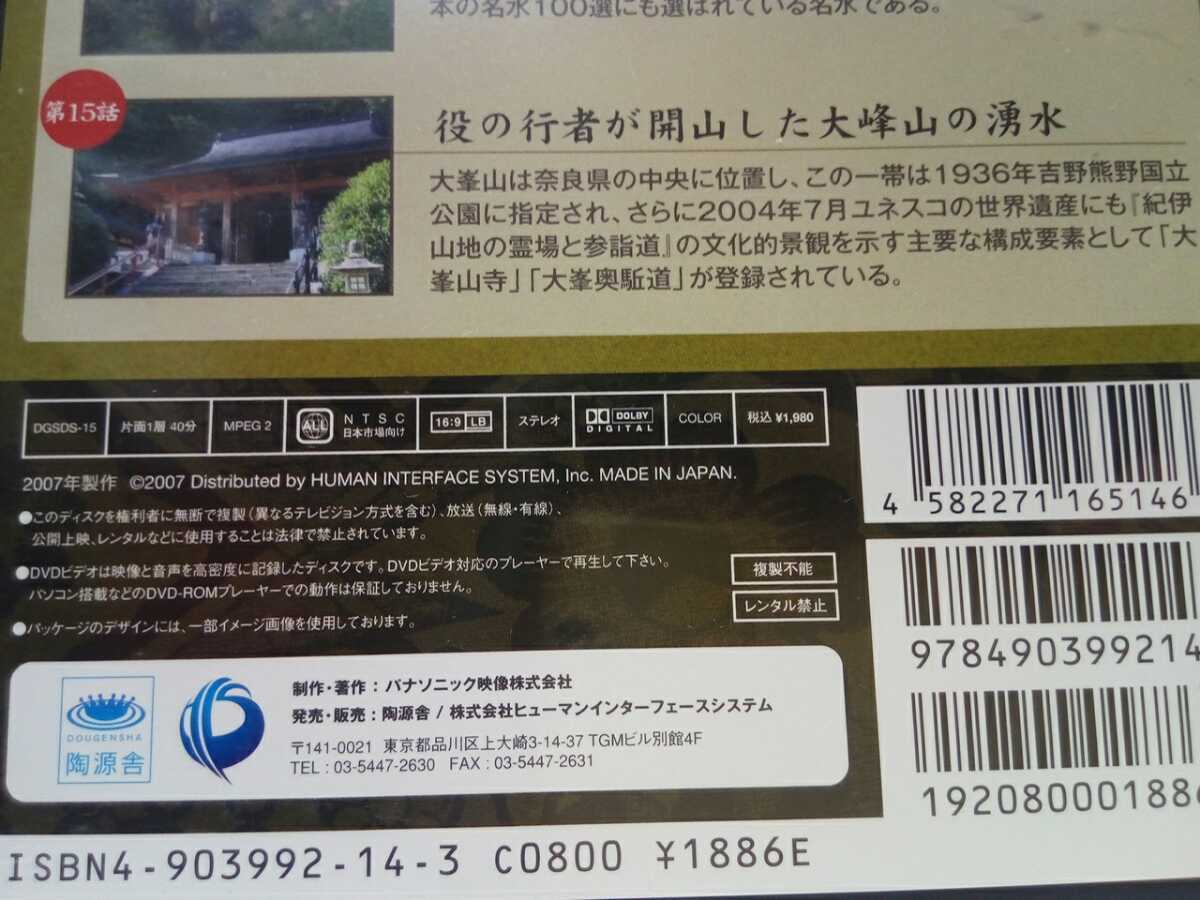 本の名水100選にも選ばれている名水である。
第15話
役の行者が開山した大峰山の湧水
大峯山は奈良県の中央に位置し、この一帯は1936年吉野熊野国立
公園に指定され、さらに2004年7月ユネスコの世界遺産にも『紀伊
山地の霊場と参詣道』の文化的景観を示す主要な構成要素として「大
峯山寺」「大峯奥駈道」が登録されている。
DGSDS-15 片面1層 40分 MPEG 2 ALL NTSC 日本市場向け 16:9 LB ステレオ DOLBY DIGITAL COLOR 税込 ¥1,980
2007年製作 ©2007 Distributed by HUMAN INTERFACE SYSTEM, Inc. MADE IN JAPAN.
●このディスクを権利者に無断で複製(異なるテレビジョン方式を含む)、放送(無線・有線)、
公開上映、レンタルなどに使用することは法律で禁止されています。
●DVDビデオは映像と音声を高密度に記録したディスクです。DVDビデオ対応のプレーヤーで再生して下さい。
パソコン搭載などのDVD-ROMプレーヤーでの動作は保証しておりません。
●パッケージのデザインには、一部イメージ画像を使用しております。
複製不能
レンタル禁止
4 582271 165146
978490399214
19208000188
DOUGENSHA
陶源舎
制作・著作：パナソニック映像株式会社
発売・販売：陶源舎 / 株式会社ヒューマンインターフェースシステム
〒141-0021 東京都品川区上大崎3-14-37 TGMビル別館4F
TEL : 03-5447-2630 FAX : 03-5447-2631
ISBN4-903992-14-3 C0800 ¥1886E